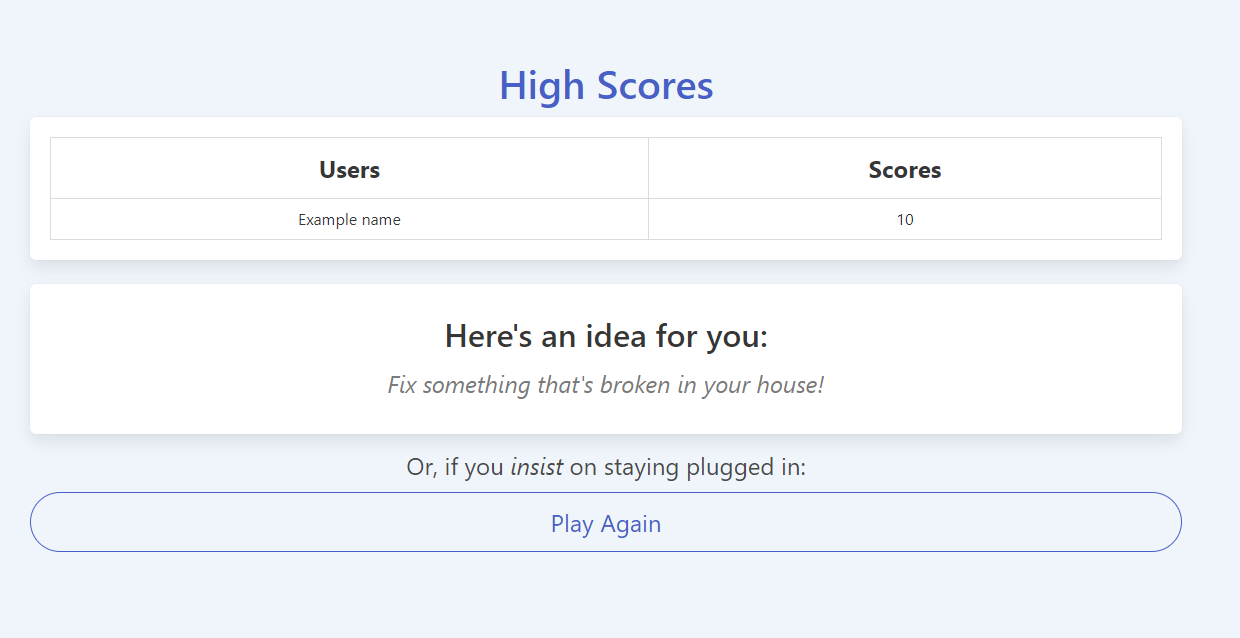 High Scores
Users Scores
Example name 10
Here's an idea for you:
Fix something that's broken in your house!
Or, if you insist on staying plugged in:
Play Again